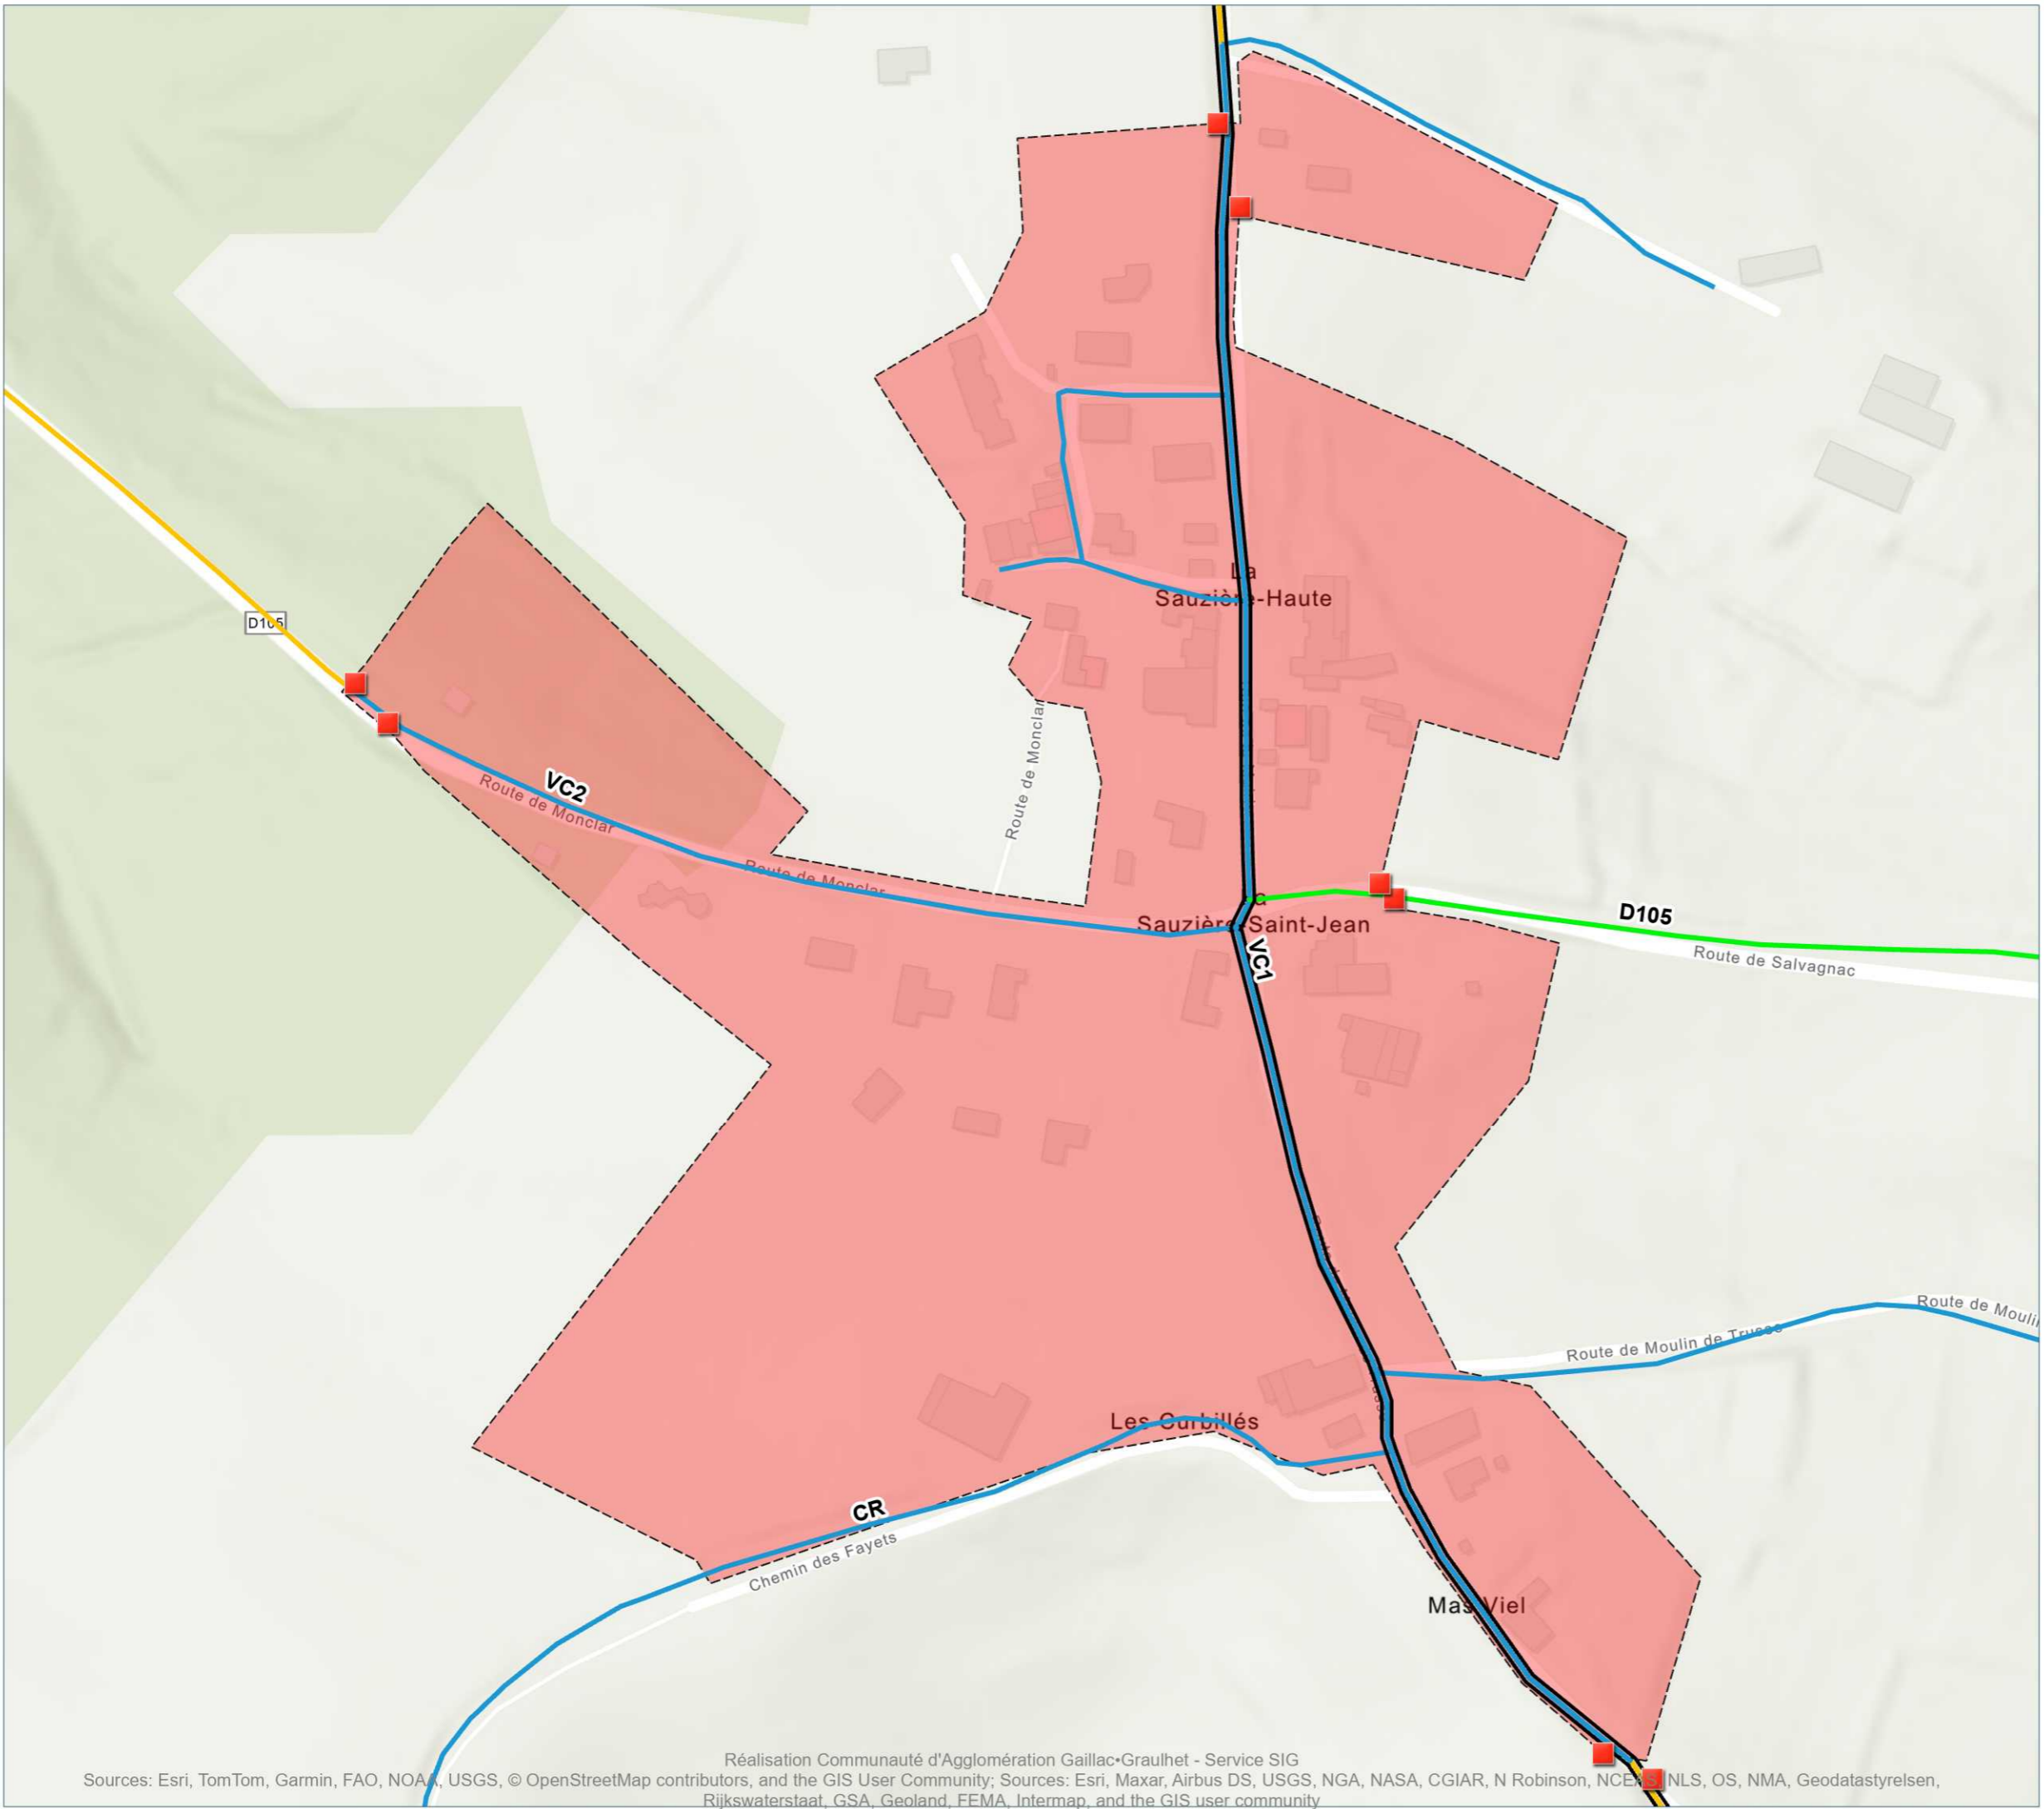 La
Sauzière-Haute
D105
Route de Monclar
VC2
Route de Monclar
Route de Monclar
Sauzière-Saint-Jean
D105
VC1
Route de Salvagnac
Route de Moulin
Route de Moulin de Trusse
Les Curbillés
CR
Chemin des Fayets
Mas Viel
Réalisation Communauté d'Agglomération Gaillac•Graulhet - Service SIG
Sources: Esri, TomTom, Garmin, FAO, NOAA, USGS, © OpenStreetMap contributors, and the GIS User Community; Sources: Esri, Maxar, Airbus DS, USGS, NGA, NASA, CGIAR, N Robinson, NCEAS, NLS, OS, NMA, Geodatastyrelsen,
Rijkswaterstaat, GSA, Geoland, FEMA, Intermap, and the GIS user community